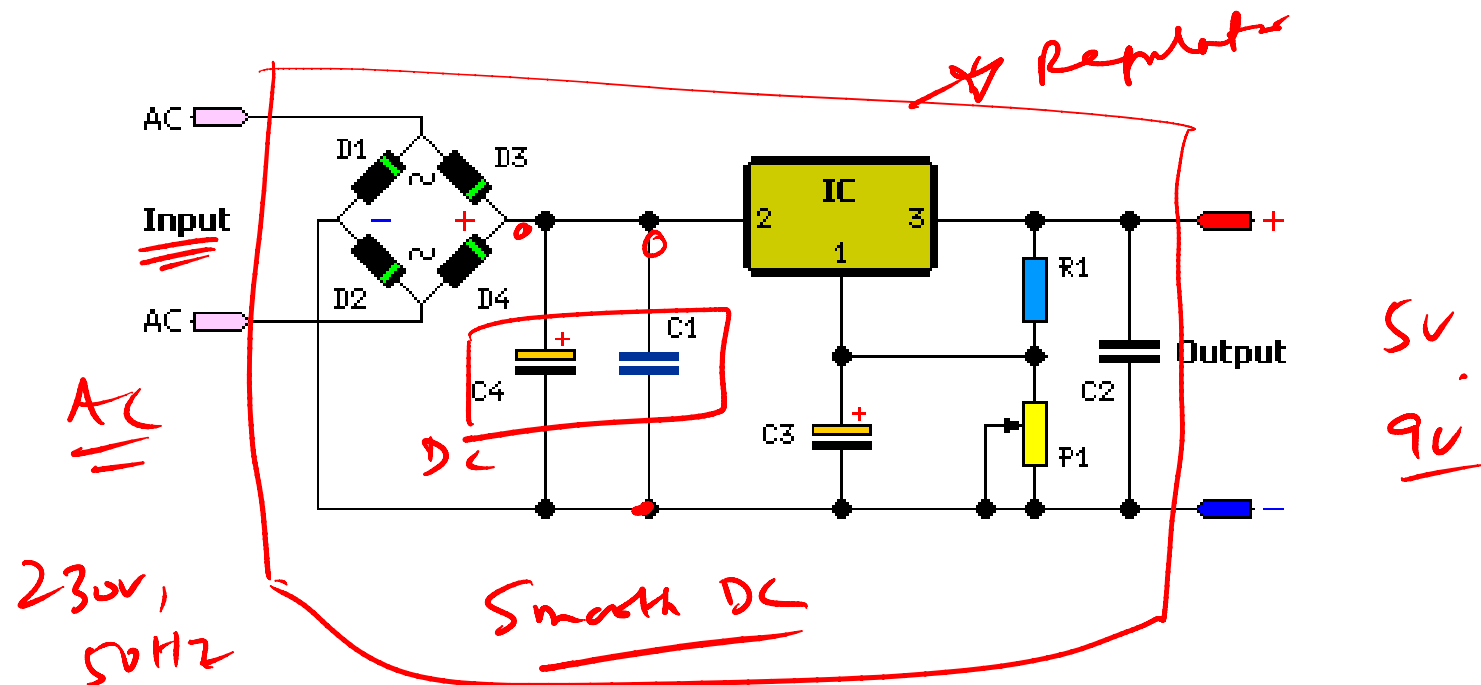 Regulator
AC
D1
D3
IC
Input
- +
2
3
+
1
R1
D2
D4
AC
C1
5V
+
Output
C4
C2
AC
DC
+
C3
P1
9V
-
230V,
50Hz
Smooth DC